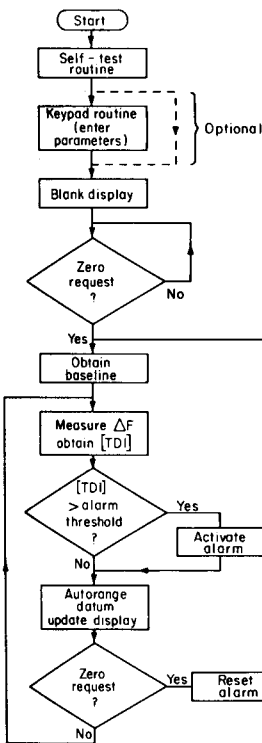 Start
Self - test
routine
Keypad routine
(enter
parameters)
Optional
Blank display
Zero
request
?
No
Yes
Obtain
baseline
Measure ΔF
obtain [TDI]
[TDI]
> alarm
threshold
?
Yes
Activate
alarm
No
Autorange
datum
update display
Zero
request
?
Yes
Reset
alarm
No